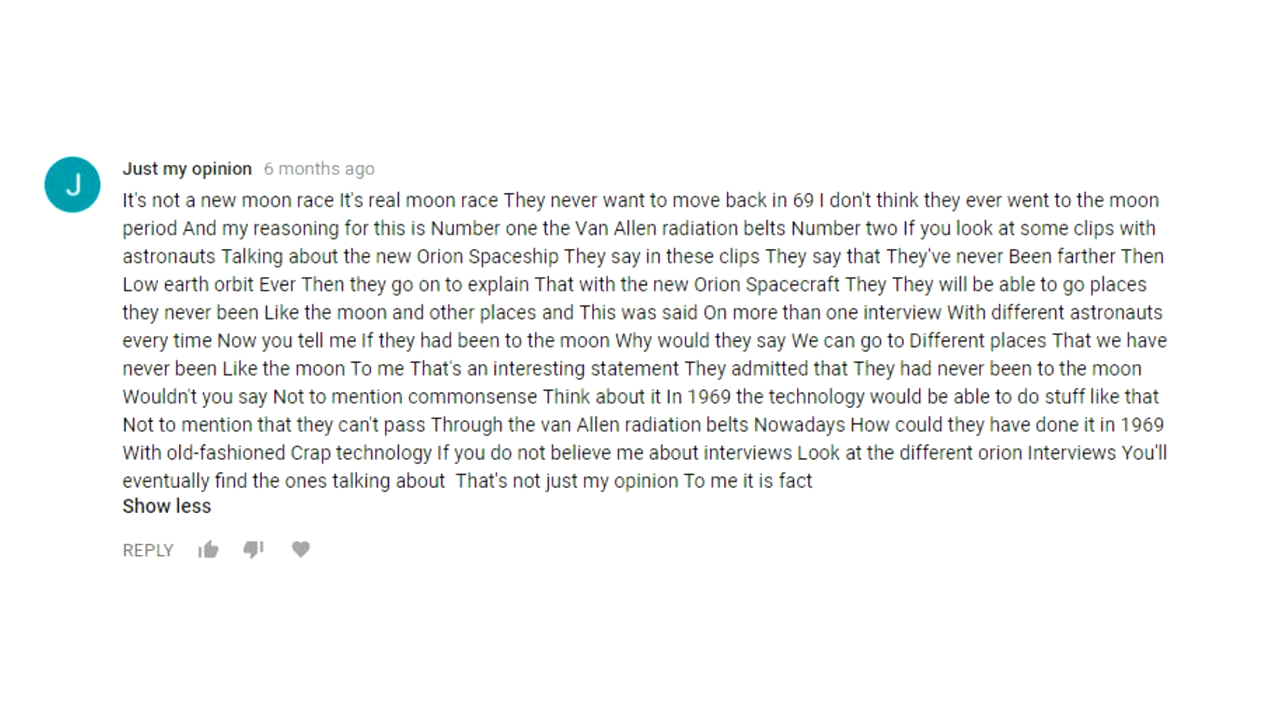 J
Just my opinion 6 months ago
It's not a new moon race It's real moon race They never want to move back in 69 I don't think they ever went to the moon
period And my reasoning for this is Number one the Van Allen radiation belts Number two If you look at some clips with
astronauts Talking about the new Orion Spaceship They say in these clips They say that They've never Been farther Then
Low earth orbit Ever Then they go on to explain That with the new Orion Spacecraft They They will be able to go places
they never been Like the moon and other places and This was said On more than one interview With different astronauts
every time Now you tell me If they had been to the moon Why would they say We can go to Different places That we have
never been Like the moon To me That's an interesting statement They admitted that They had never been to the moon
Wouldn't you say Not to mention commonsense Think about it In 1969 the technology would be able to do stuff like that
Not to mention that they can't pass Through the van Allen radiation belts Nowadays How could they have done it in 1969
With old-fashioned Crap technology If you do not believe me about interviews Look at the different orion Interviews You'll
eventually find the ones talking about  That's not just my opinion To me it is fact
Show less
REPLY